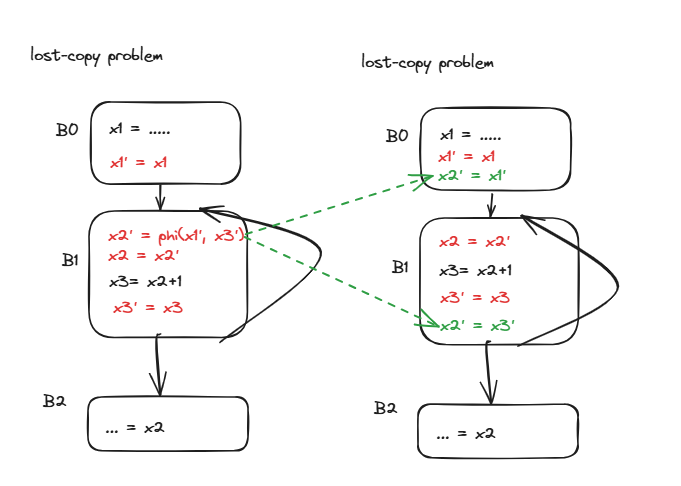 lost-copy problem
B0
x1 = .....
x1' = x1
B1
x2' = phi(x1', x3')
x2 = x2'
x3= x2+1
x3' = x3
B2
... = x2
lost-copy problem
B0
x1 = .....
x1' = x1
x2' = x1'
B1
x2 = x2'
x3= x2+1
x3' = x3
x2' = x3'
B2
... = x2